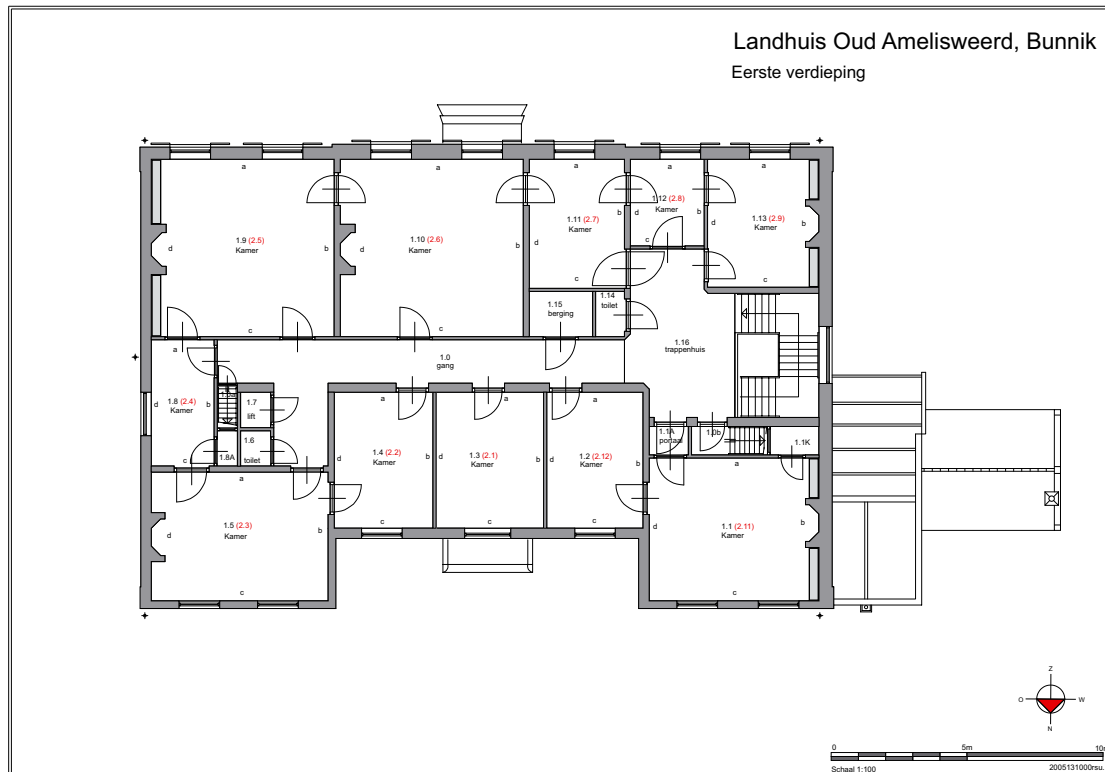 Landhuis Oud Amelisweerd, Bunnik
Eerste verdieping
a
a
a
a
a
1.12 (2.8)
Kamer
d
b
c
1.11 (2.7)
Kamer
d
b
c
1.13 (2.9)
Kamer
d
b
c
1.9 (2.5)
Kamer
d
b
c
1.10 (2.6)
Kamer
d
b
c
1.15
berging
1.14
toilet
1.16
trappenhuis
1.0
gang
a
1.8 (2.4)
Kamer
d
b
c
1.7
lift
1.6
toilet
1.8A
a
1.4 (2.2)
Kamer
d
b
c
a
1.3 (2.1)
Kamer
b
c
a
1.2 (2.12)
Kamer
b
c
1.1A
portaal
1.0b
1.1K
a
1.5 (2.3)
Kamer
d
b
c
a
1.1 (2.11)
Kamer
d
b
c
Z
O W
N
0 5m 10m
Schaal 1:100 2005131000rsu.